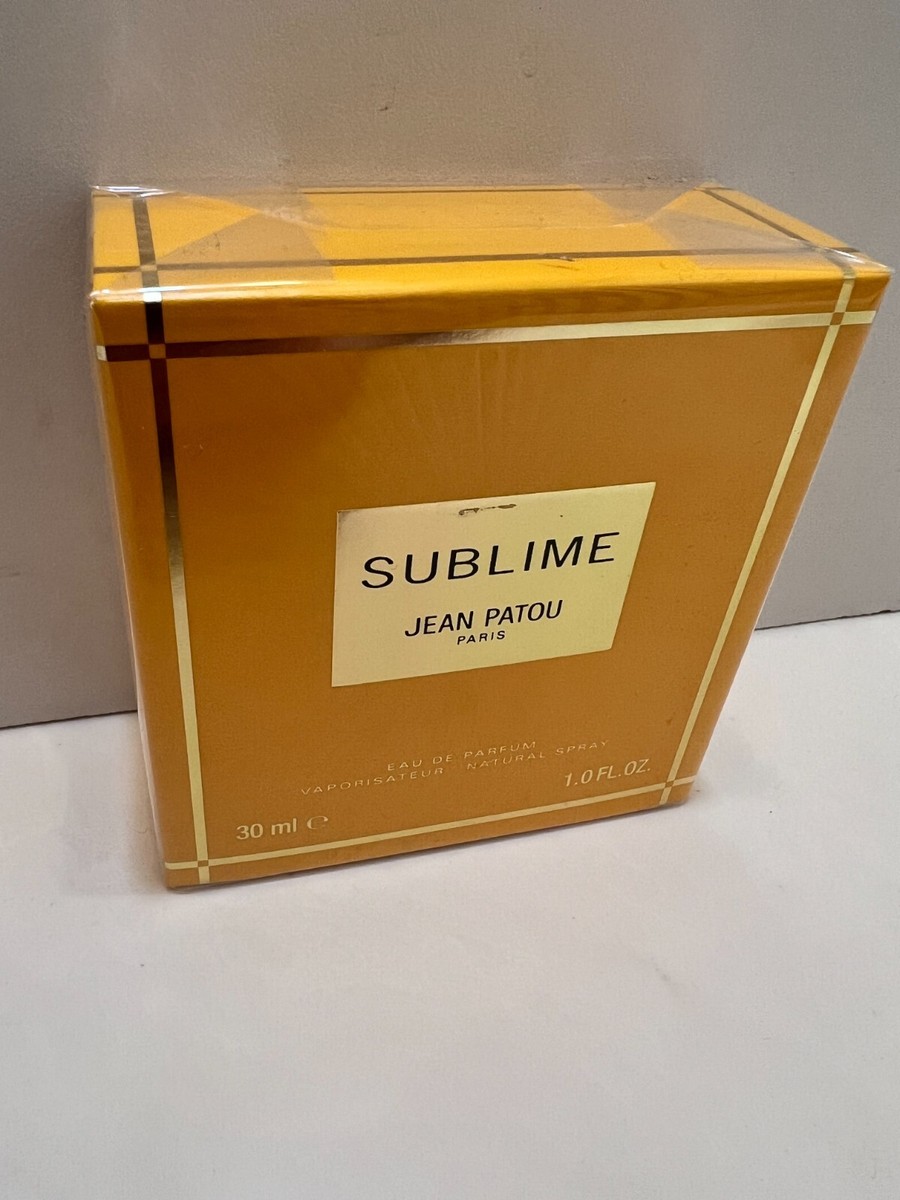 SUBLIME
JEAN PATOU
PARIS
EAU DE PARFUM
VAPORISATEUR - NATURAL SPRAY
30 ml ℮
1.0 FL.OZ.